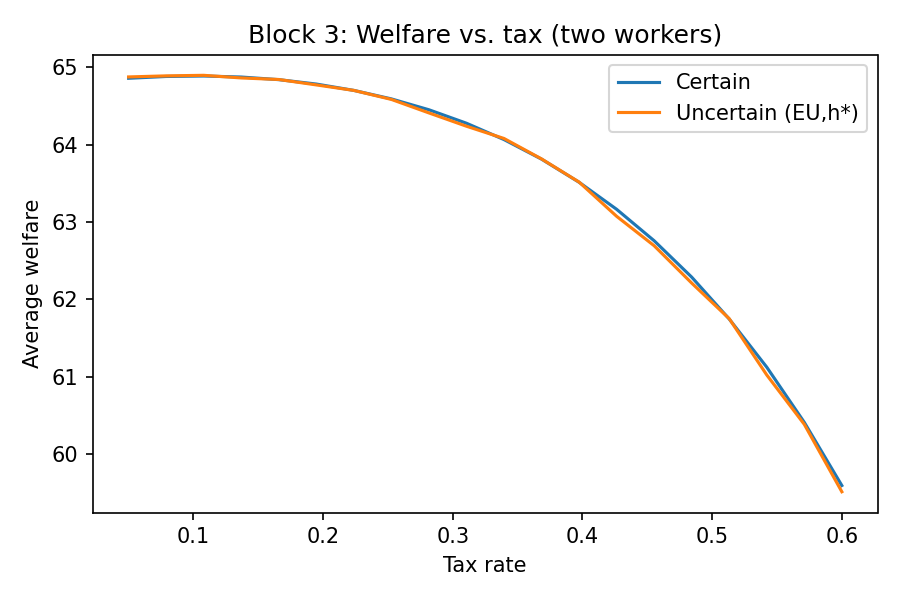 Block 3: Welfare vs. tax (two workers)
Certain
Uncertain (EU,h*)
Average welfare
65
64
63
62
61
60
0.1 0.2 0.3 0.4 0.5 0.6
Tax rate